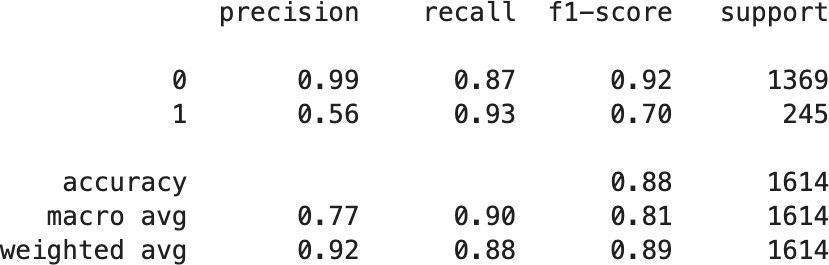 precision recall f1-score support
0 0.99 0.87 0.92 1369
1 0.56 0.93 0.70 245
accuracy 0.88 1614
macro avg 0.77 0.90 0.81 1614
weighted avg 0.92 0.88 0.89 1614